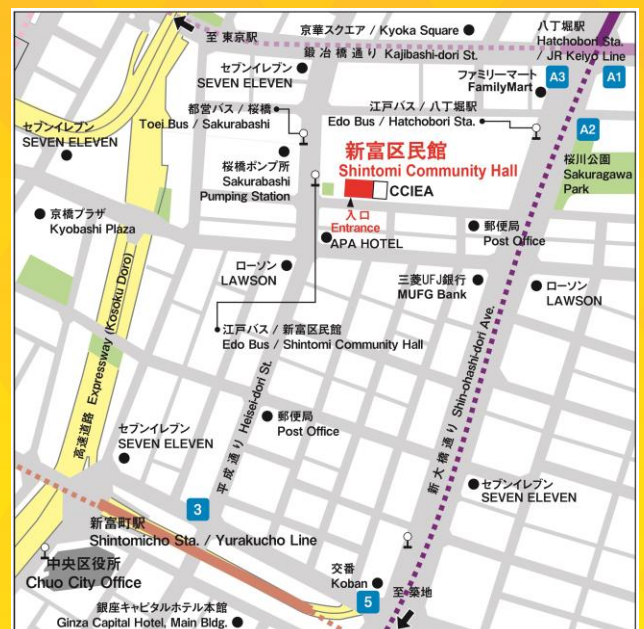 至 東京駅
京華スクエア / Kyoka Square
鍛冶橋通り Kajibashi-dori St.
八丁堀駅
Hatchobori Sta.
/ JR Keiyo Line
セブンイレブン
SEVEN ELEVEN
ファミリーマート
FamilyMart
A3
A1
都営バス / 桜橋
Toei Bus / Sakurabashi
江戸バス / 八丁堀駅
Edo Bus / Hatchobori Sta.
A2
セブンイレブン
SEVEN ELEVEN
桜橋ポンプ所
Sakurabashi
Pumping Station
新富区民館
Shintomi Community Hall
CCIEA
桜川公園
Sakuragawa
Park
入口
Entrance
京橋プラザ
Kyobashi Plaza
APA HOTEL
郵便局
Post Office
ローソン
LAWSON
三菱UFJ銀行
MUFG Bank
ローソン
LAWSON
江戸バス / 新富区民館
Edo Bus / Shintomi Community Hall
高速道路 Expressway (Kosoku Doro)
平成通り Heisei-dori St.
新大橋通り Shin-ohashi-dori Ave.
セブンイレブン
SEVEN ELEVEN
郵便局
Post Office
セブンイレブン
SEVEN ELEVEN
3
新富町駅
Shintomicho Sta. / Yurakucho Line
中央区役所
Chuo City Office
交番
Koban
5
至 築地
銀座キャピタルホテル本館
Ginza Capital Hotel, Main Bldg.